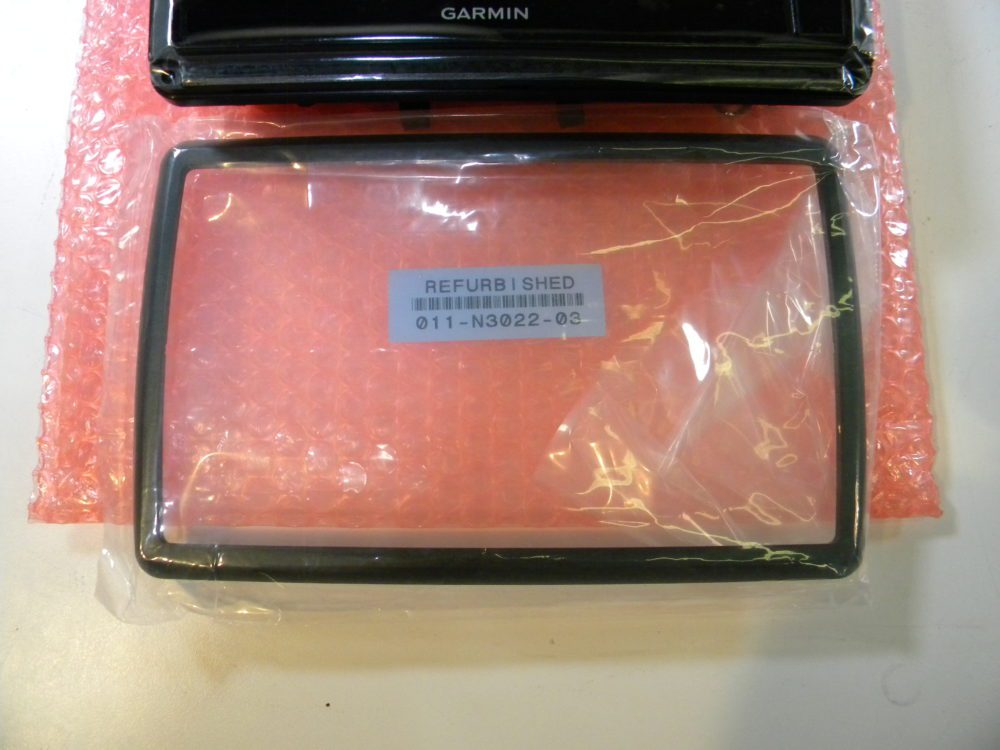 GARMIN
REFURBISHED
011-N3022-03